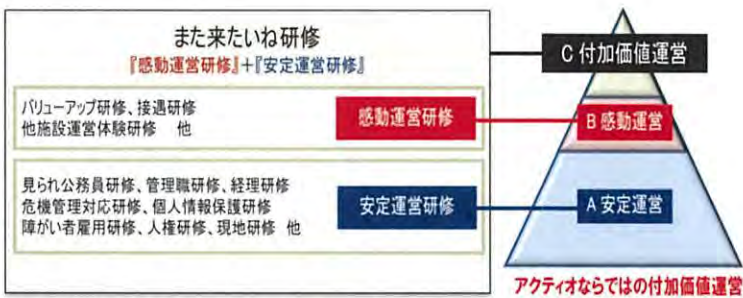 また来たいね研修
『感動運営研修』+『安定運営研修』
C 付加価値運営
バリューアップ研修、接遇研修
他施設運営体験研修 他
感動運営研修
B 感動運営
見られ公務員研修、管理職研修、経理研修
危機管理対応研修、個人情報保護研修
障がい者雇用研修、人権研修、現地研修 他
安定運営研修
A 安定運営
アクティオならではの付加価値運営